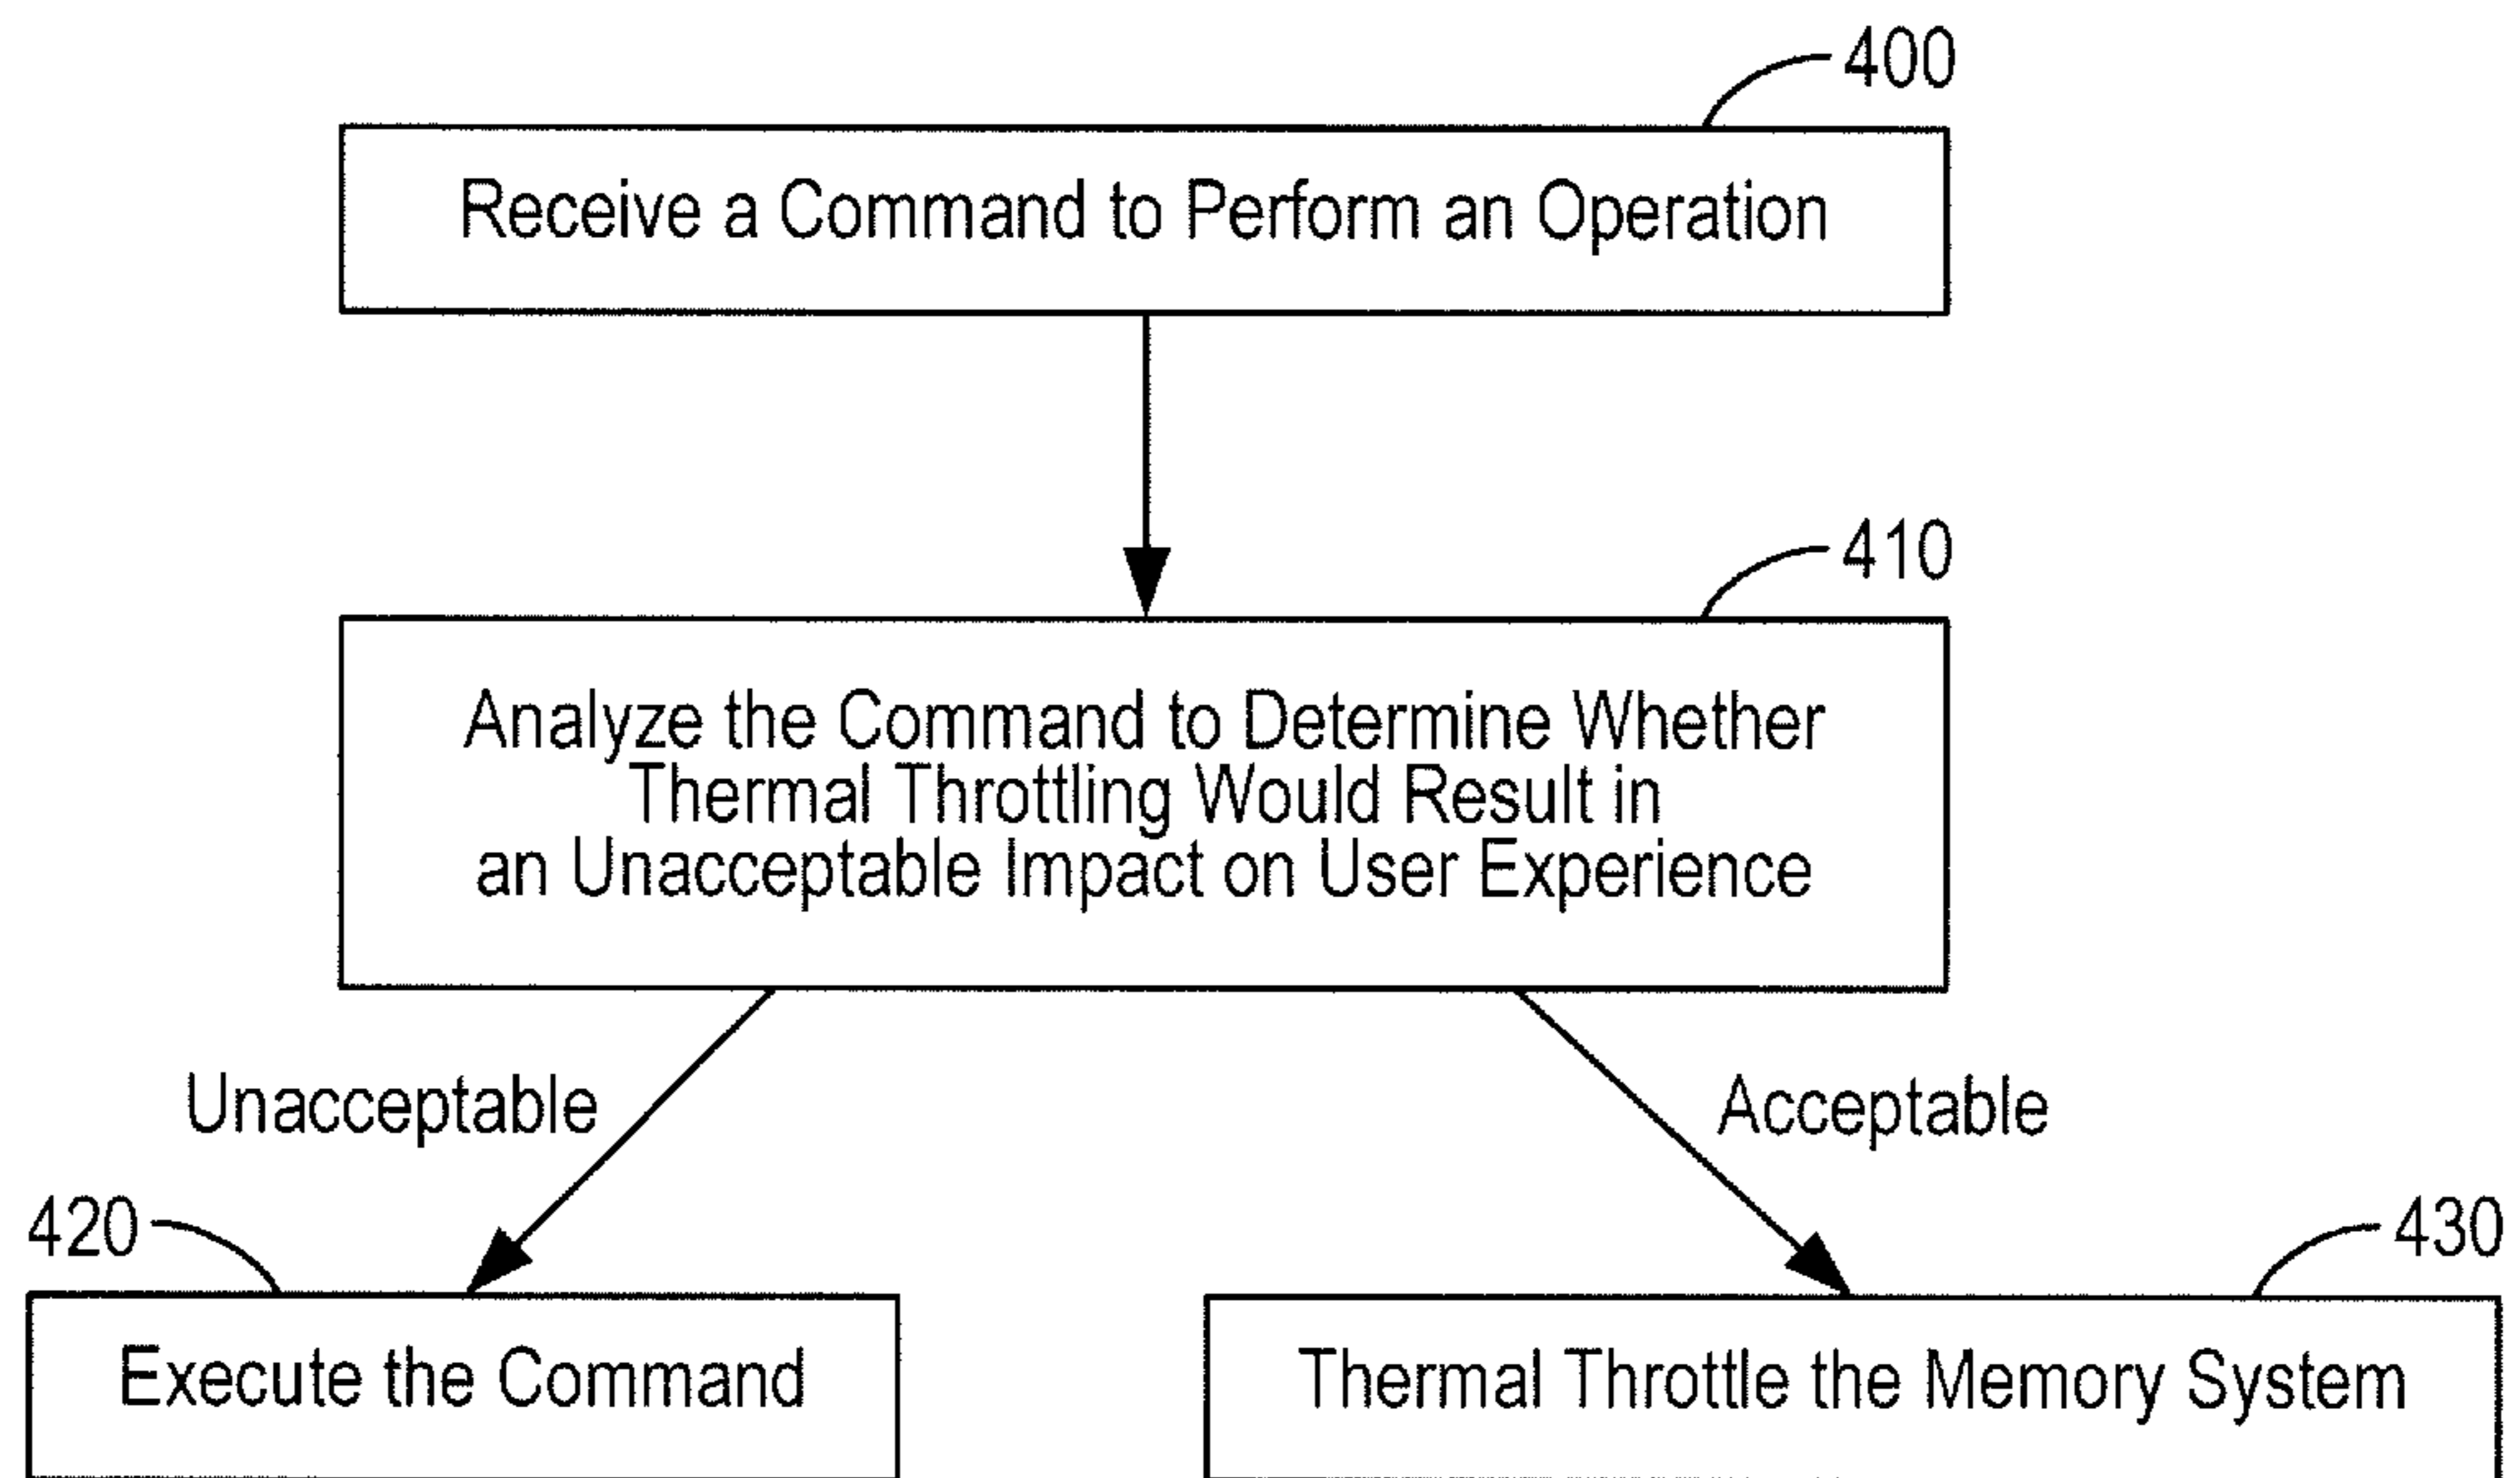 400
Receive a Command to Perform an Operation
410
Analyze the Command to Determine Whether
Thermal Throttling Would Result in
an Unacceptable Impact on User Experience
Unacceptable
Acceptable
420
430
Execute the Command
Thermal Throttle the Memory System